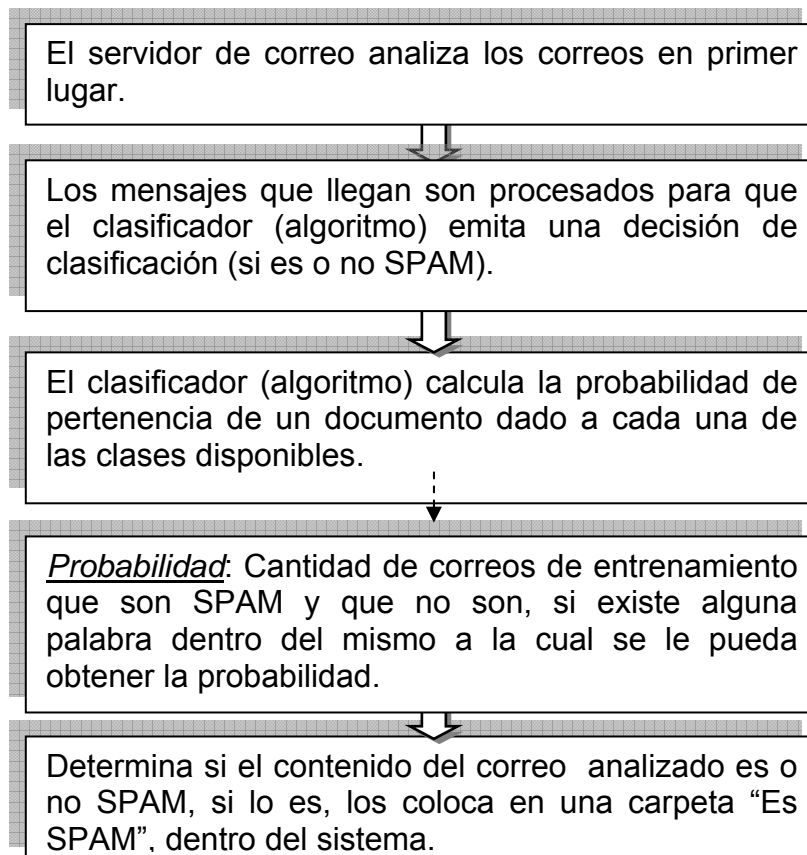 El servidor de correo analiza los correos en primer
lugar.
Los mensajes que llegan son procesados para que
el clasificador (algoritmo) emita una decisión de
clasificación (si es o no SPAM).
El clasificador (algoritmo) calcula la probabilidad de
pertenencia de un documento dado a cada una de
las clases disponibles.
Probabilidad: Cantidad de correos de entrenamiento
que son SPAM y que no son, si existe alguna
palabra dentro del mismo a la cual se le pueda
obtener la probabilidad.
Determina si el contenido del correo analizado es o
no SPAM, si lo es, los coloca en una carpeta “Es
SPAM”, dentro del sistema.